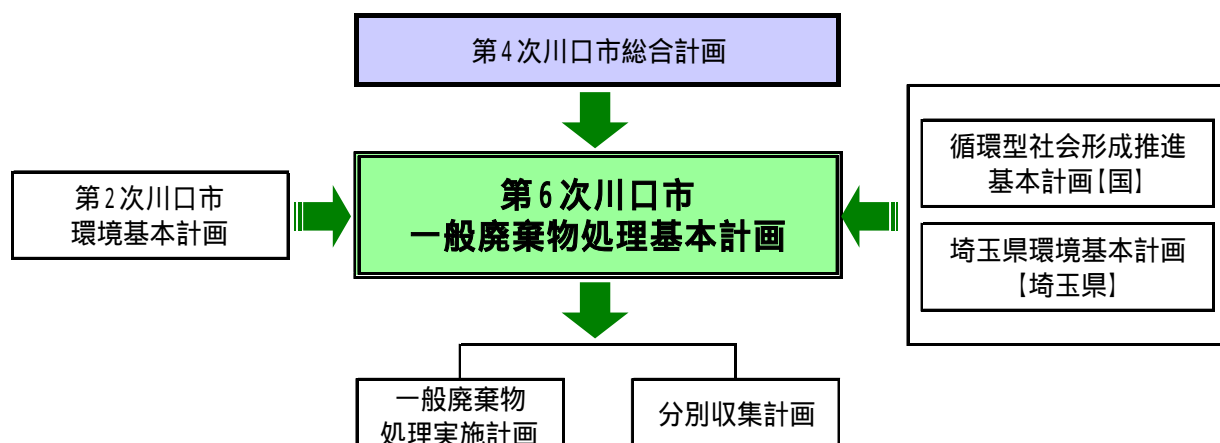 第4次川口市総合計画
第2次川口市
環境基本計画
第6次川口市
一般廃棄物処理基本計画
循環型社会形成推進
基本計画【国】
埼玉県環境基本計画
【埼玉県】
一般廃棄物
処理実施計画
分別収集計画